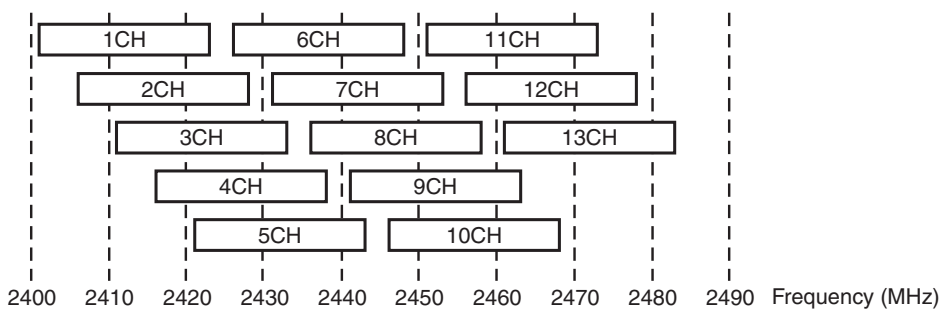 1CH 6CH 11CH
2CH 7CH 12CH
3CH 8CH 13CH
4CH 9CH
5CH 10CH
2400 2410 2420 2430 2440 2450 2460 2470 2480 2490 Frequency (MHz)